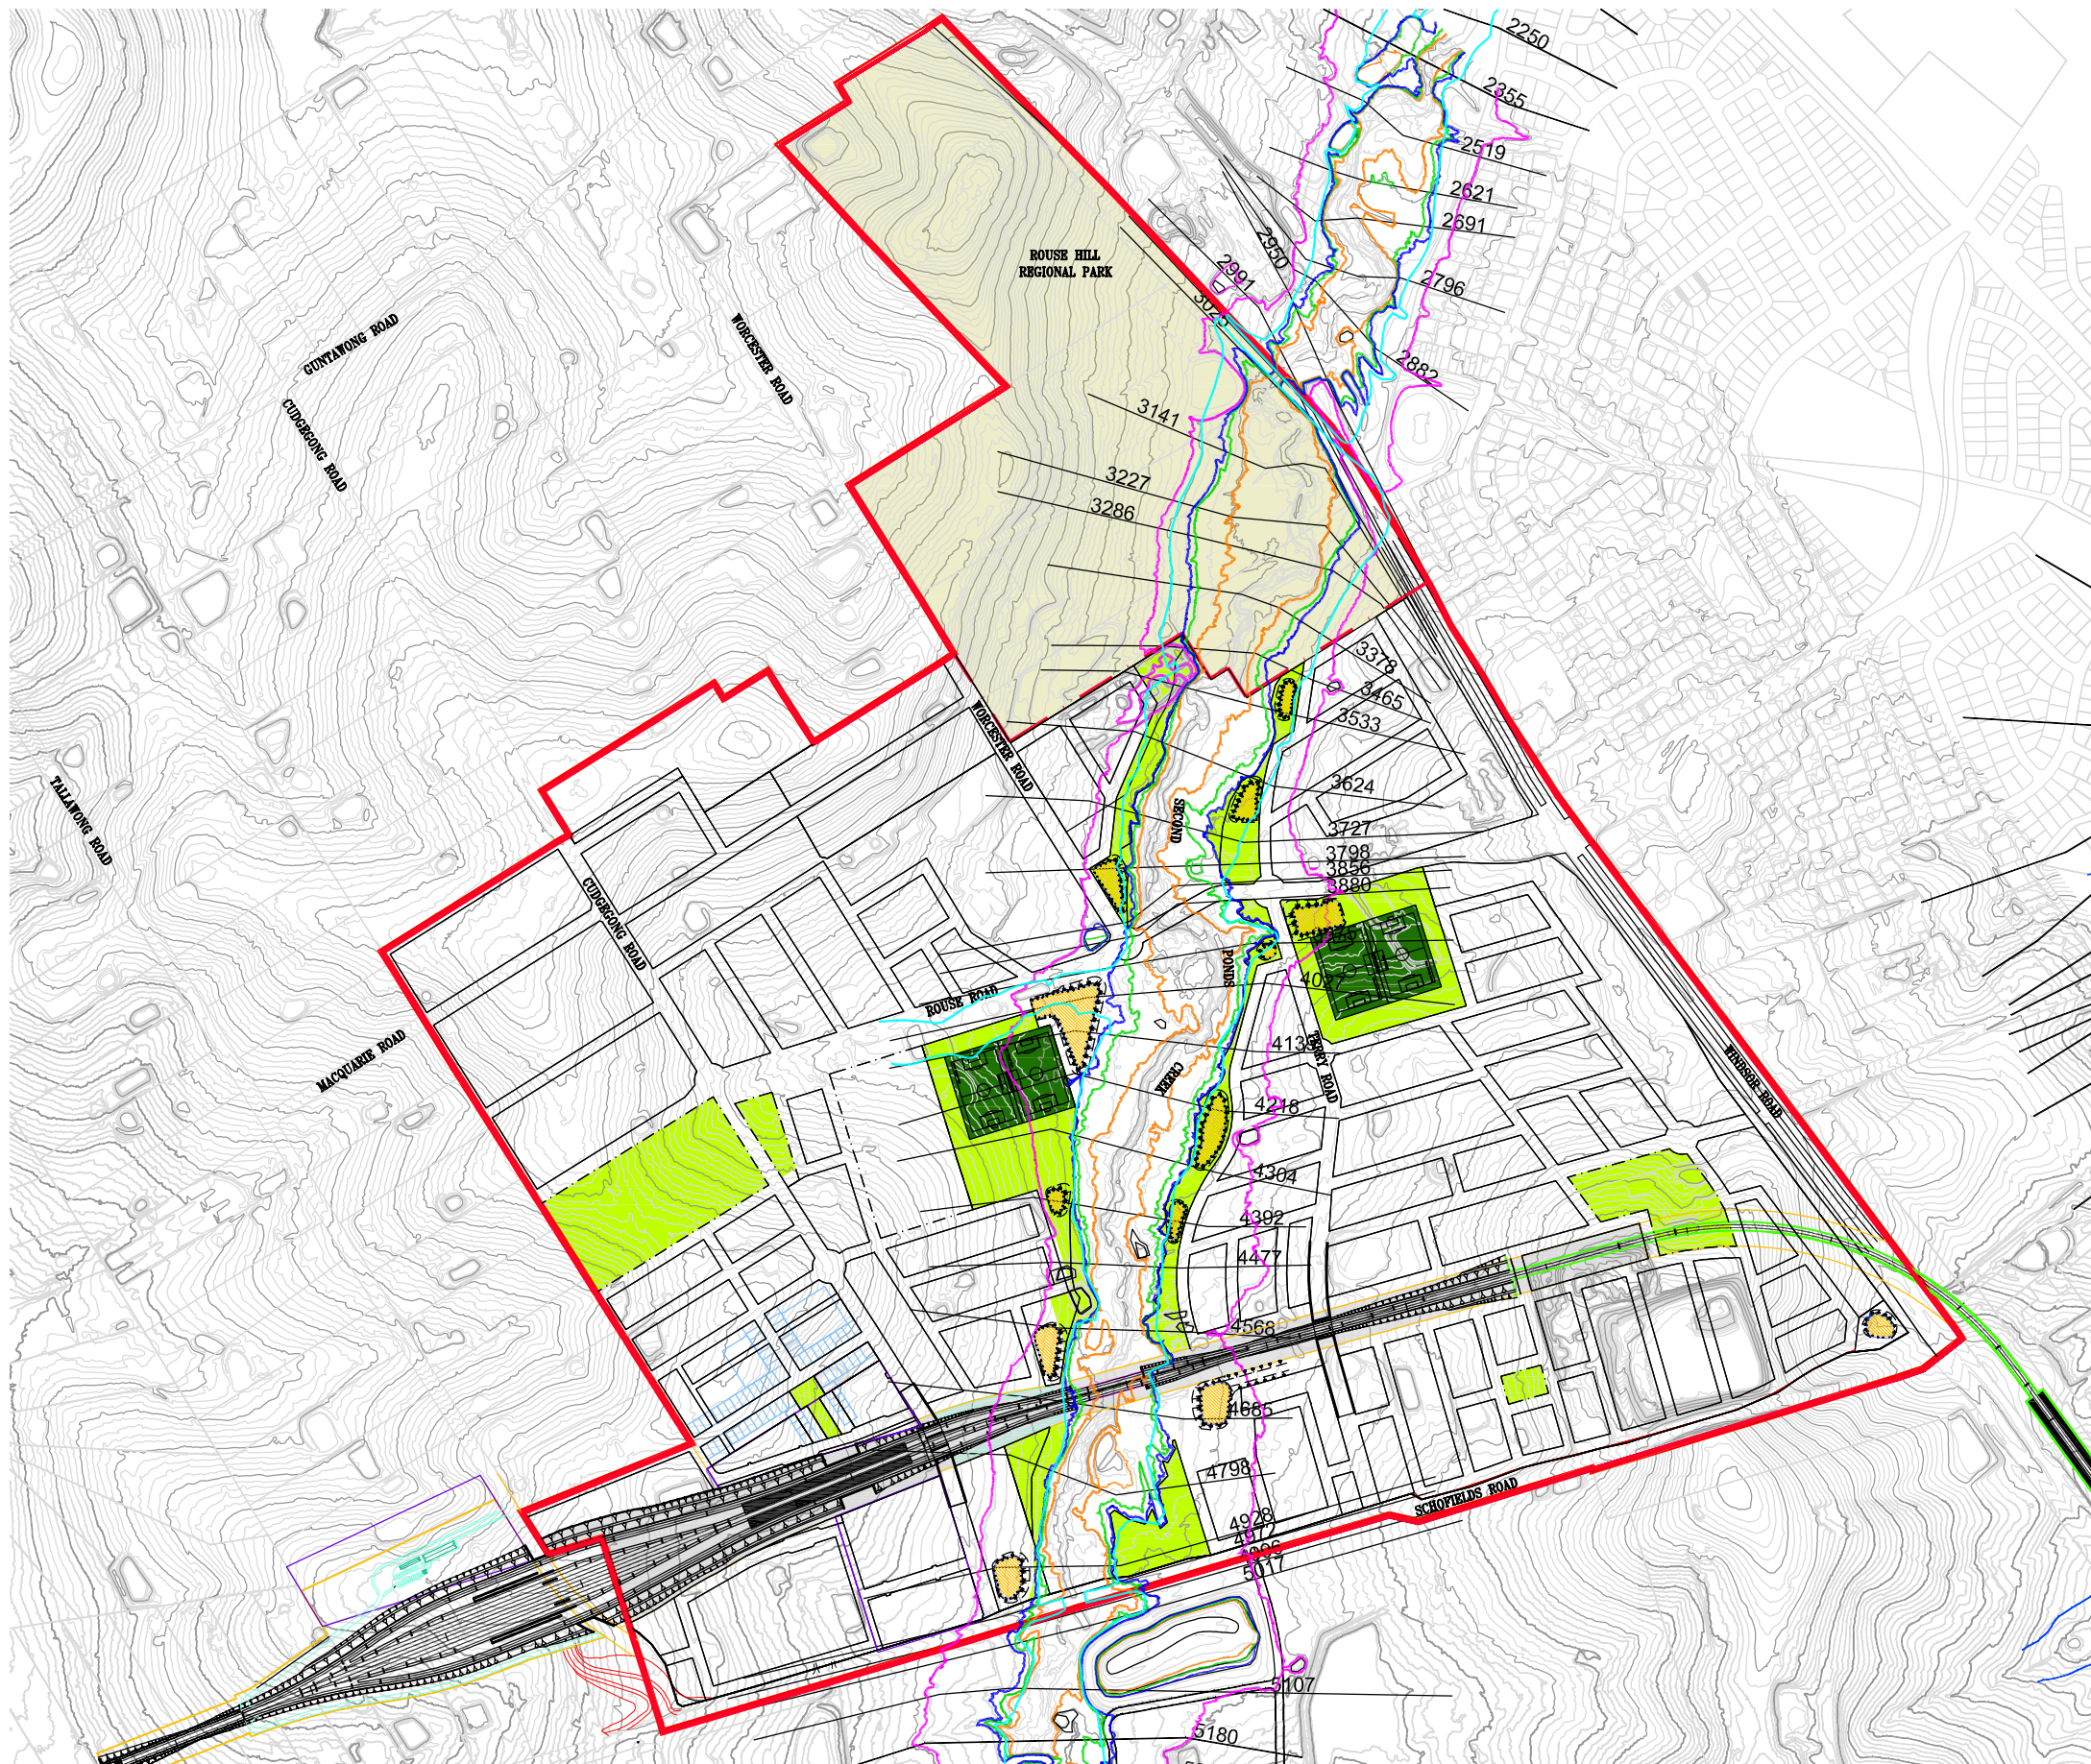 2250
2355
2519
2621
2691
2950
2991
2796
3025
2882
ROUSE HILL
REGIONAL PARK
GUNTAWONG ROAD
WORCESTER ROAD
CUDGEGONG ROAD
3141
3227
3286
3378
3465
3533
WORCESTER ROAD
3624
TALLAWONG ROAD
SECOND
3727
3798
3856
3880
CUDGEGONG ROAD
PONDS
4027
ROUSE ROAD
MACQUARIE ROAD
4135
TERRY ROAD
WINDSOR ROAD
CREEK
4218
4304
4392
4477
4568
4685
4798
SCHOFIELDS ROAD
4928
5017
5107
5180